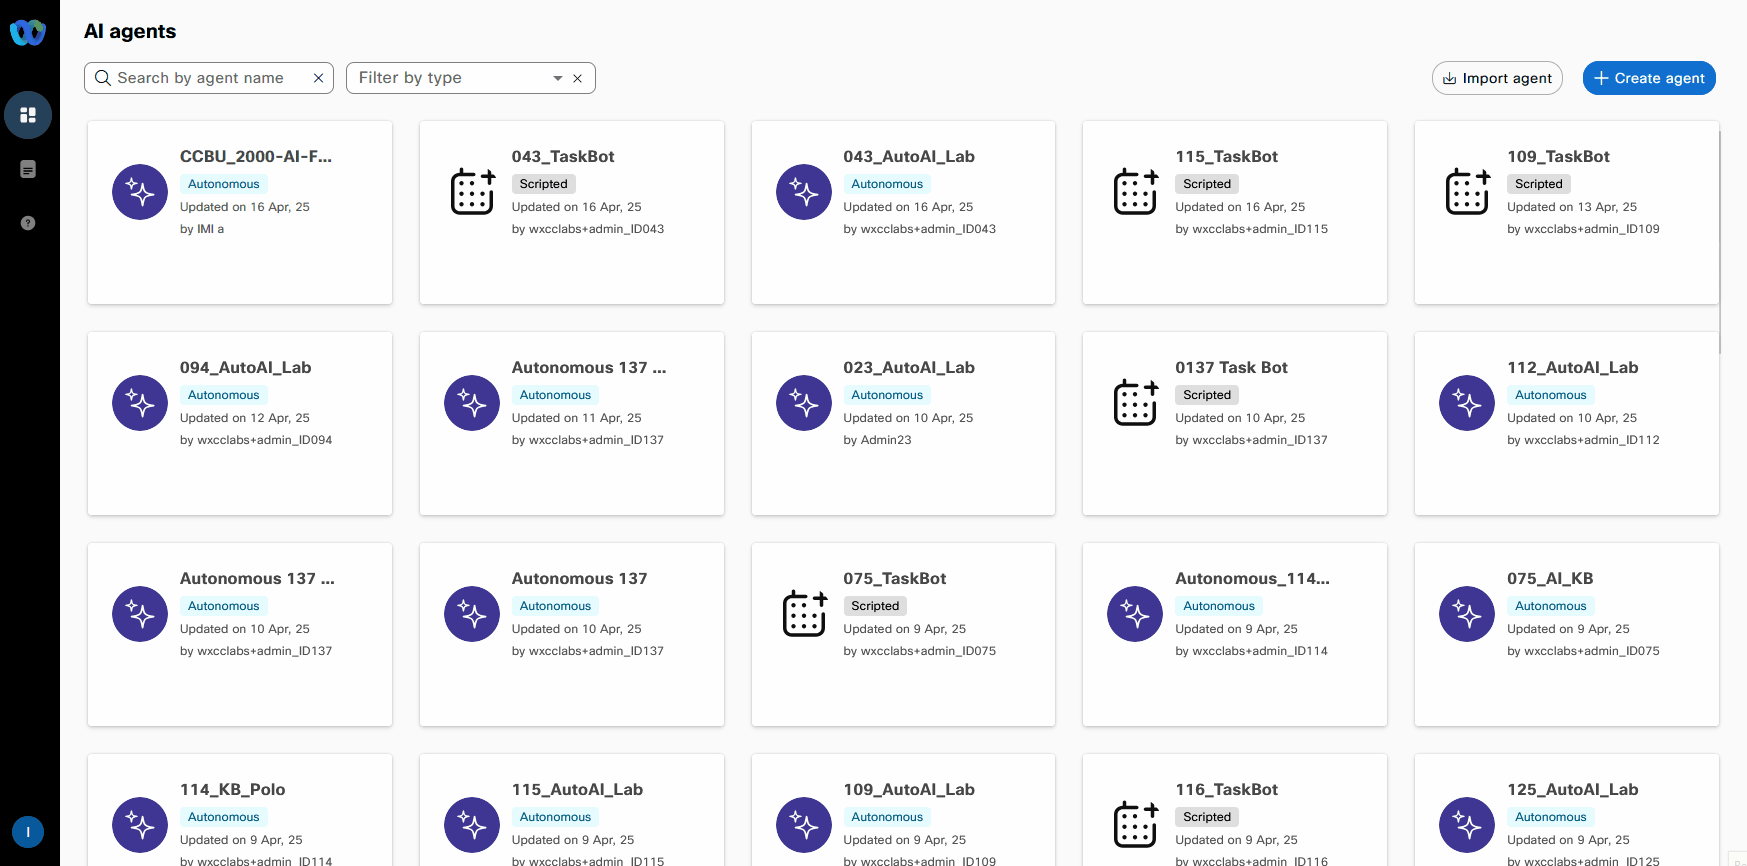 AI agents
Search by agent name
Filter by type
Import agent
Create agent
CCBU_2000-AI-F...
Autonomous
Updated on 16 Apr, 25
by IMI a
043_TaskBot
Scripted
Updated on 16 Apr, 25
by wxcclabs+admin_ID043
043_AutoAI_Lab
Autonomous
Updated on 16 Apr, 25
by wxcclabs+admin_ID043
115_TaskBot
Scripted
Updated on 16 Apr, 25
by wxcclabs+admin_ID115
109_TaskBot
Scripted
Updated on 13 Apr, 25
by wxcclabs+admin_ID109
094_AutoAI_Lab
Autonomous
Updated on 12 Apr, 25
by wxcclabs+admin_ID094
Autonomous 137 ...
Autonomous
Updated on 11 Apr, 25
by wxcclabs+admin_ID137
023_AutoAI_Lab
Autonomous
Updated on 10 Apr, 25
by Admin23
0137 Task Bot
Scripted
Updated on 10 Apr, 25
by wxcclabs+admin_ID137
112_AutoAI_Lab
Autonomous
Updated on 10 Apr, 25
by wxcclabs+admin_ID112
Autonomous 137 ...
Autonomous
Updated on 10 Apr, 25
by wxcclabs+admin_ID137
Autonomous 137
Autonomous
Updated on 10 Apr, 25
by wxcclabs+admin_ID137
075_TaskBot
Scripted
Updated on 9 Apr, 25
by wxcclabs+admin_ID075
Autonomous_114...
Autonomous
Updated on 9 Apr, 25
by wxcclabs+admin_ID114
075_AI_KB
Autonomous
Updated on 9 Apr, 25
by wxcclabs+admin_ID075
114_KB_Polo
Autonomous
Updated on 9 Apr, 25
by wxcclabs+admin_ID114
115_AutoAI_Lab
Autonomous
Updated on 9 Apr, 25
by wxcclabs+admin_ID115
109_AutoAI_Lab
Autonomous
Updated on 9 Apr, 25
by wxcclabs+admin_ID109
116_TaskBot
Scripted
Updated on 9 Apr, 25
by wxcclabs+admin_ID116
125_AutoAI_Lab
Autonomous
Updated on 9 Apr, 25
by wxcclabs+admin_ID125
I